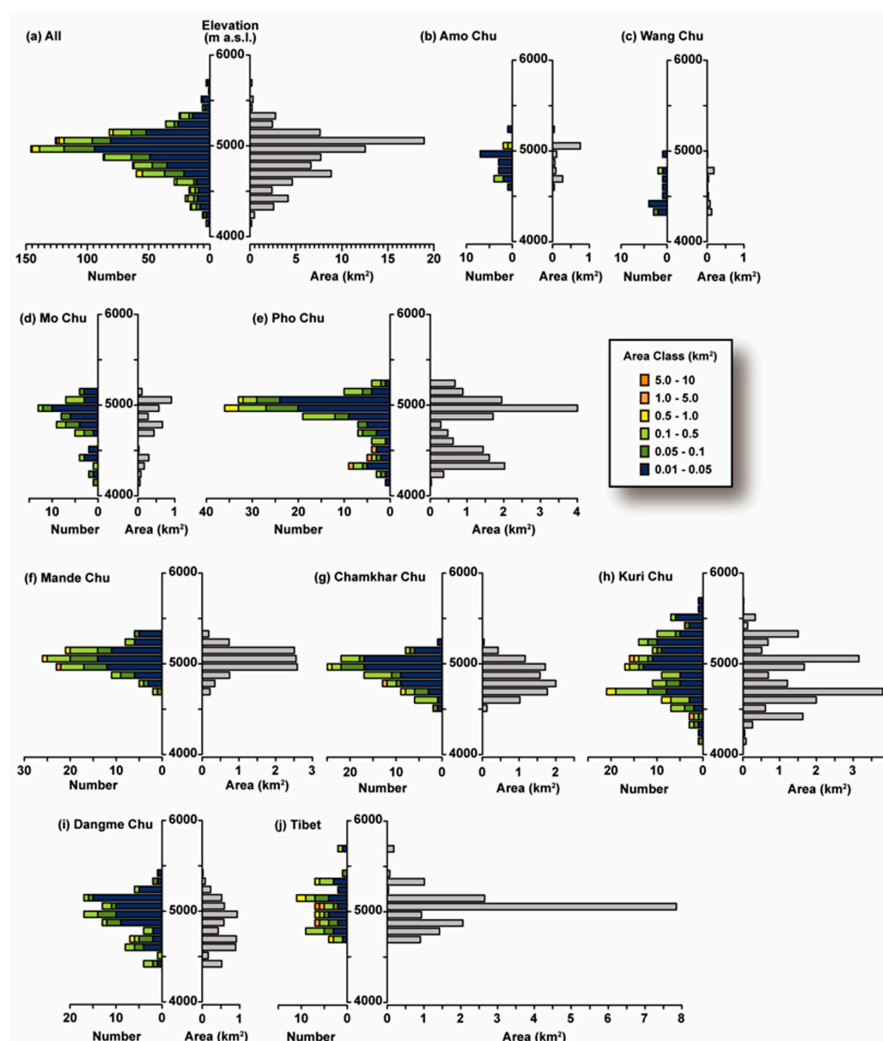 (a) All
Elevation
(m a.s.l.)
6000
5000
4000
150 100 50 0
Number
0 5 10 15 20
Area (km²)
(b) Amo Chu
6000
5000
4000
10 0
Number
0 1
Area (km²)
(c) Wang Chu
6000
5000
4000
10 0
Number
0 1
Area (km²)
(d) Mo Chu
6000
5000
4000
10 0
Number
0 1
Area (km²)
(e) Pho Chu
6000
5000
4000
40 30 20 10 0
Number
0 1 2 3 4
Area (km²)
Area Class (km²)
5.0 - 10
1.0 - 5.0
0.5 - 1.0
0.1 - 0.5
0.05 - 0.1
0.01 - 0.05
(f) Mande Chu
6000
5000
4000
30 20 10 0
Number
0 1 2 3
Area (km²)
(g) Chamkhar Chu
6000
5000
4000
20 10 0
Number
0 1 2
Area (km²)
(h) Kuri Chu
6000
5000
4000
20 10 0
Number
0 1 2 3
Area (km²)
(i) Dangme Chu
6000
5000
4000
20 10 0
Number
0 1
Area (km²)
(j) Tibet
6000
5000
4000
10 0
Number
0 1 2 3 4 5 6 7 8
Area (km²)